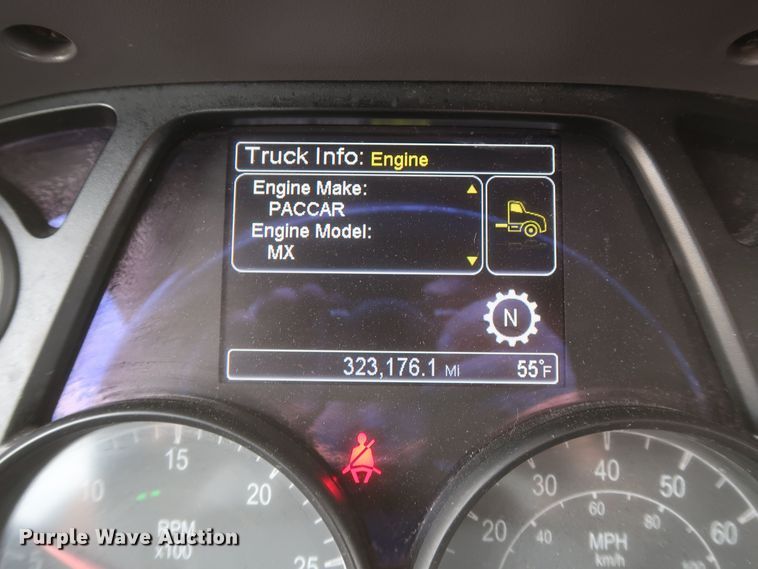 Truck Info: Engine
Engine Make:
PACCAR
Engine Model:
MX
N
323,176.1 Mi
55°F
10
15
20
25
RPM
x100
20
30
40
50
60
60
80
MPH
km/h
Purple Wave Auction